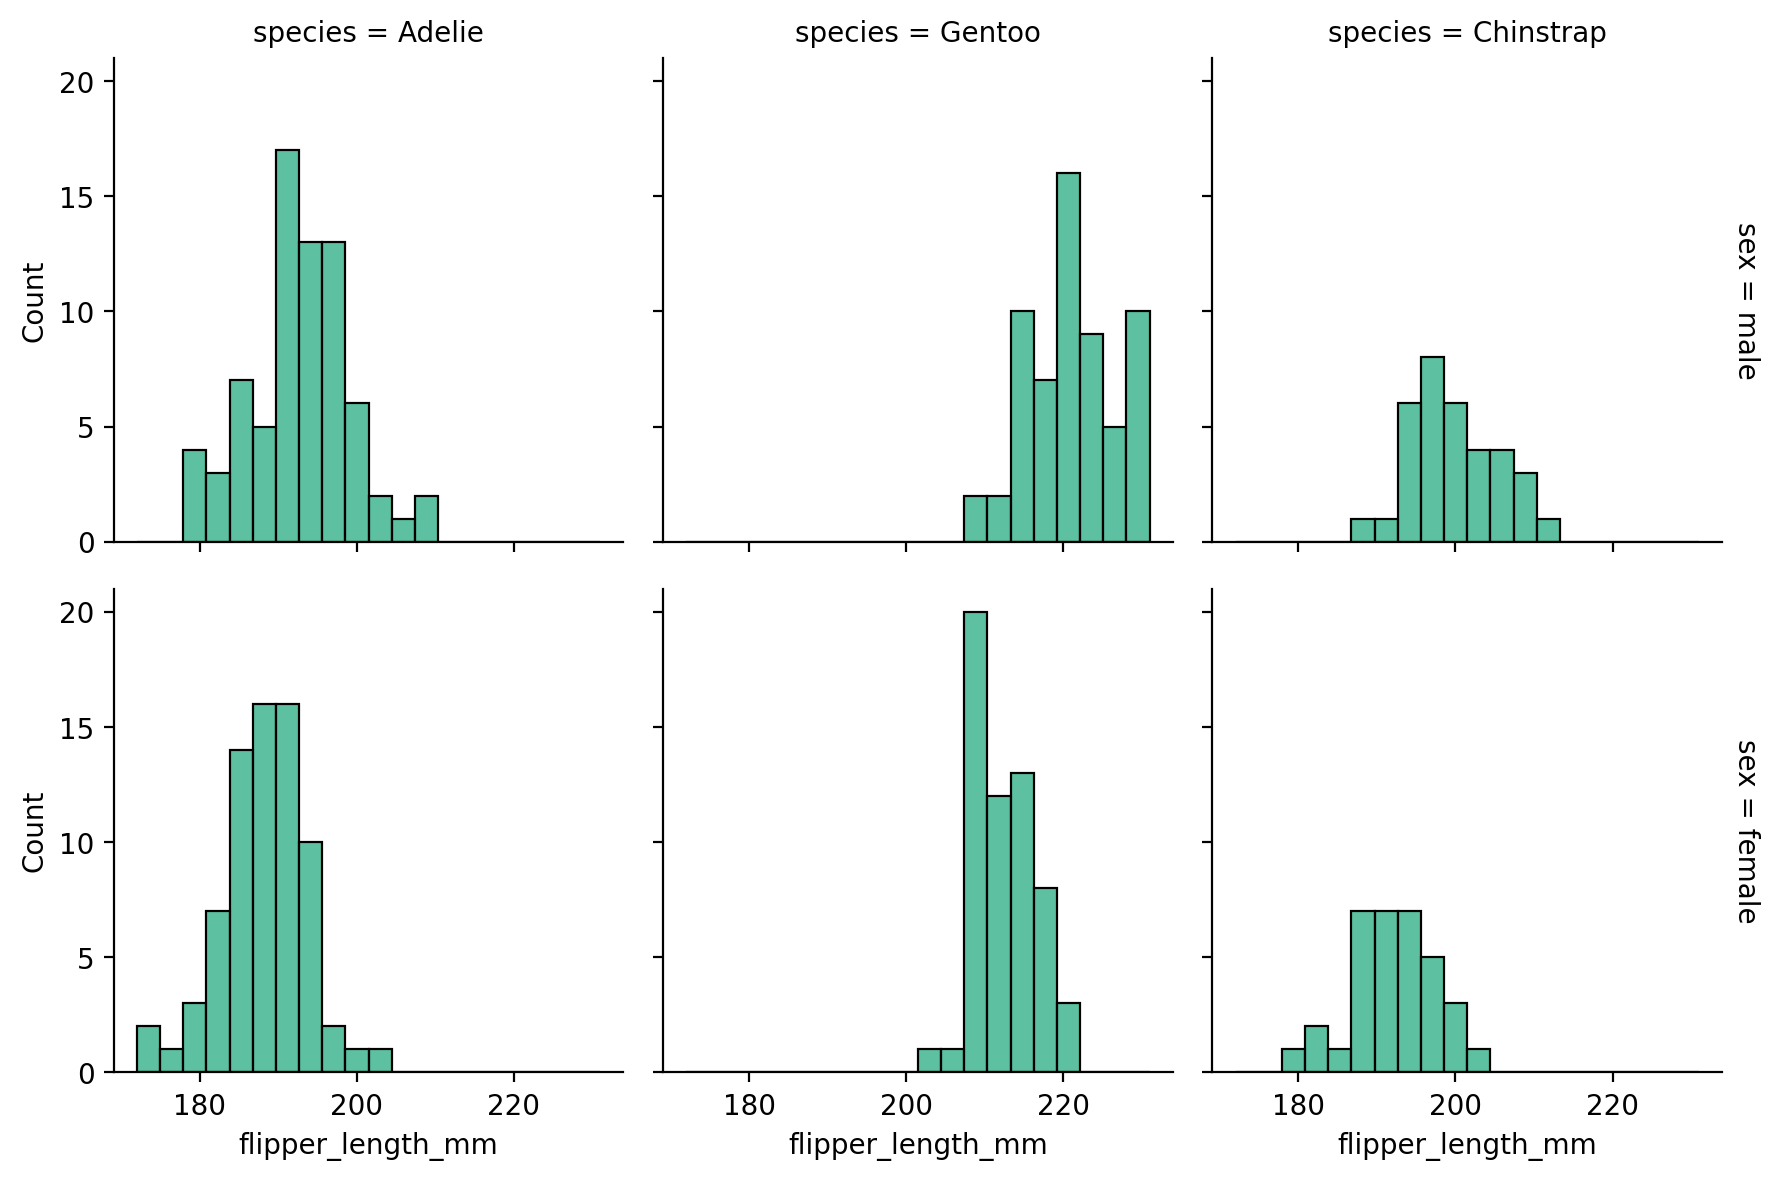 species = Adelie
species = Gentoo
species = Chinstrap
20
15
10
5
0
Count
sex = male
20
15
10
5
0
Count
sex = female
180 200 220
180 200 220
180 200 220
flipper_length_mm
flipper_length_mm
flipper_length_mm